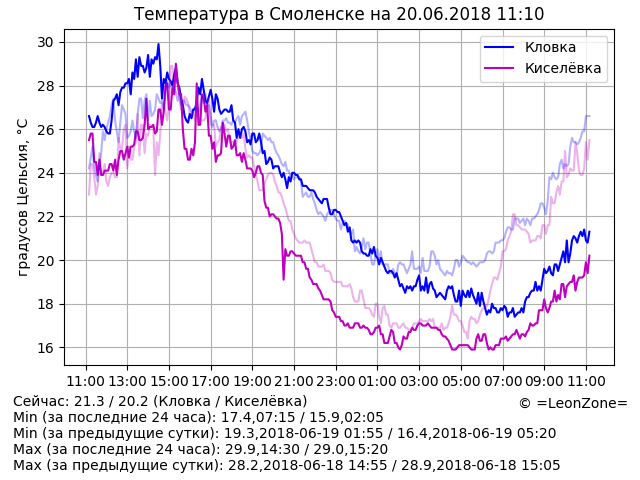 Температура в Смоленске на 20.06.2018 11:10
Кловка
Киселёвка
градусов Цельсия, °C
30
28
26
24
22
20
18
16
11:00 13:00 15:00 17:00 19:00 21:00 23:00 01:00 03:00 05:00 07:00 09:00 11:00
Сейчас: 21.3 / 20.2 (Кловка / Киселёвка)
© =LeonZone=
Min (за последние 24 часа): 17.4,07:15 / 15.9,02:05
Min (за предыдущие сутки): 19.3,2018-06-19 01:55 / 16.4,2018-06-19 05:20
Max (за последние 24 часа): 29.9,14:30 / 29.0,15:20
Max (за предыдущие сутки): 28.2,2018-06-18 14:55 / 28.9,2018-06-18 15:05